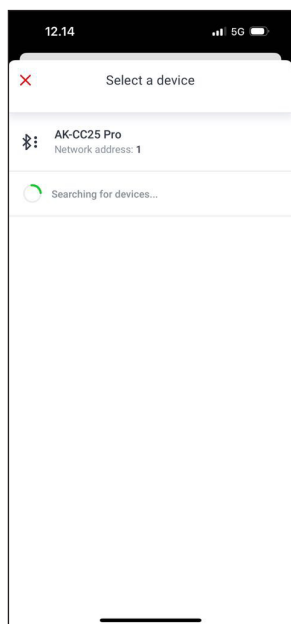 12.14
5G
Select a device
AK-CC25 Pro
Network address: 1
Searching for devices...